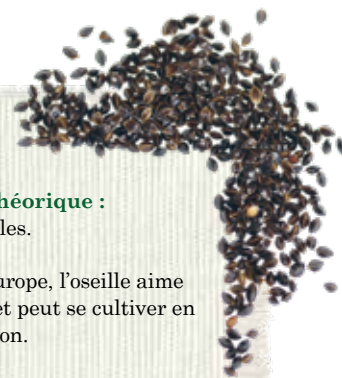 héorique :
les.
urope, l’oseille aime
et peut se cultiver en
on.